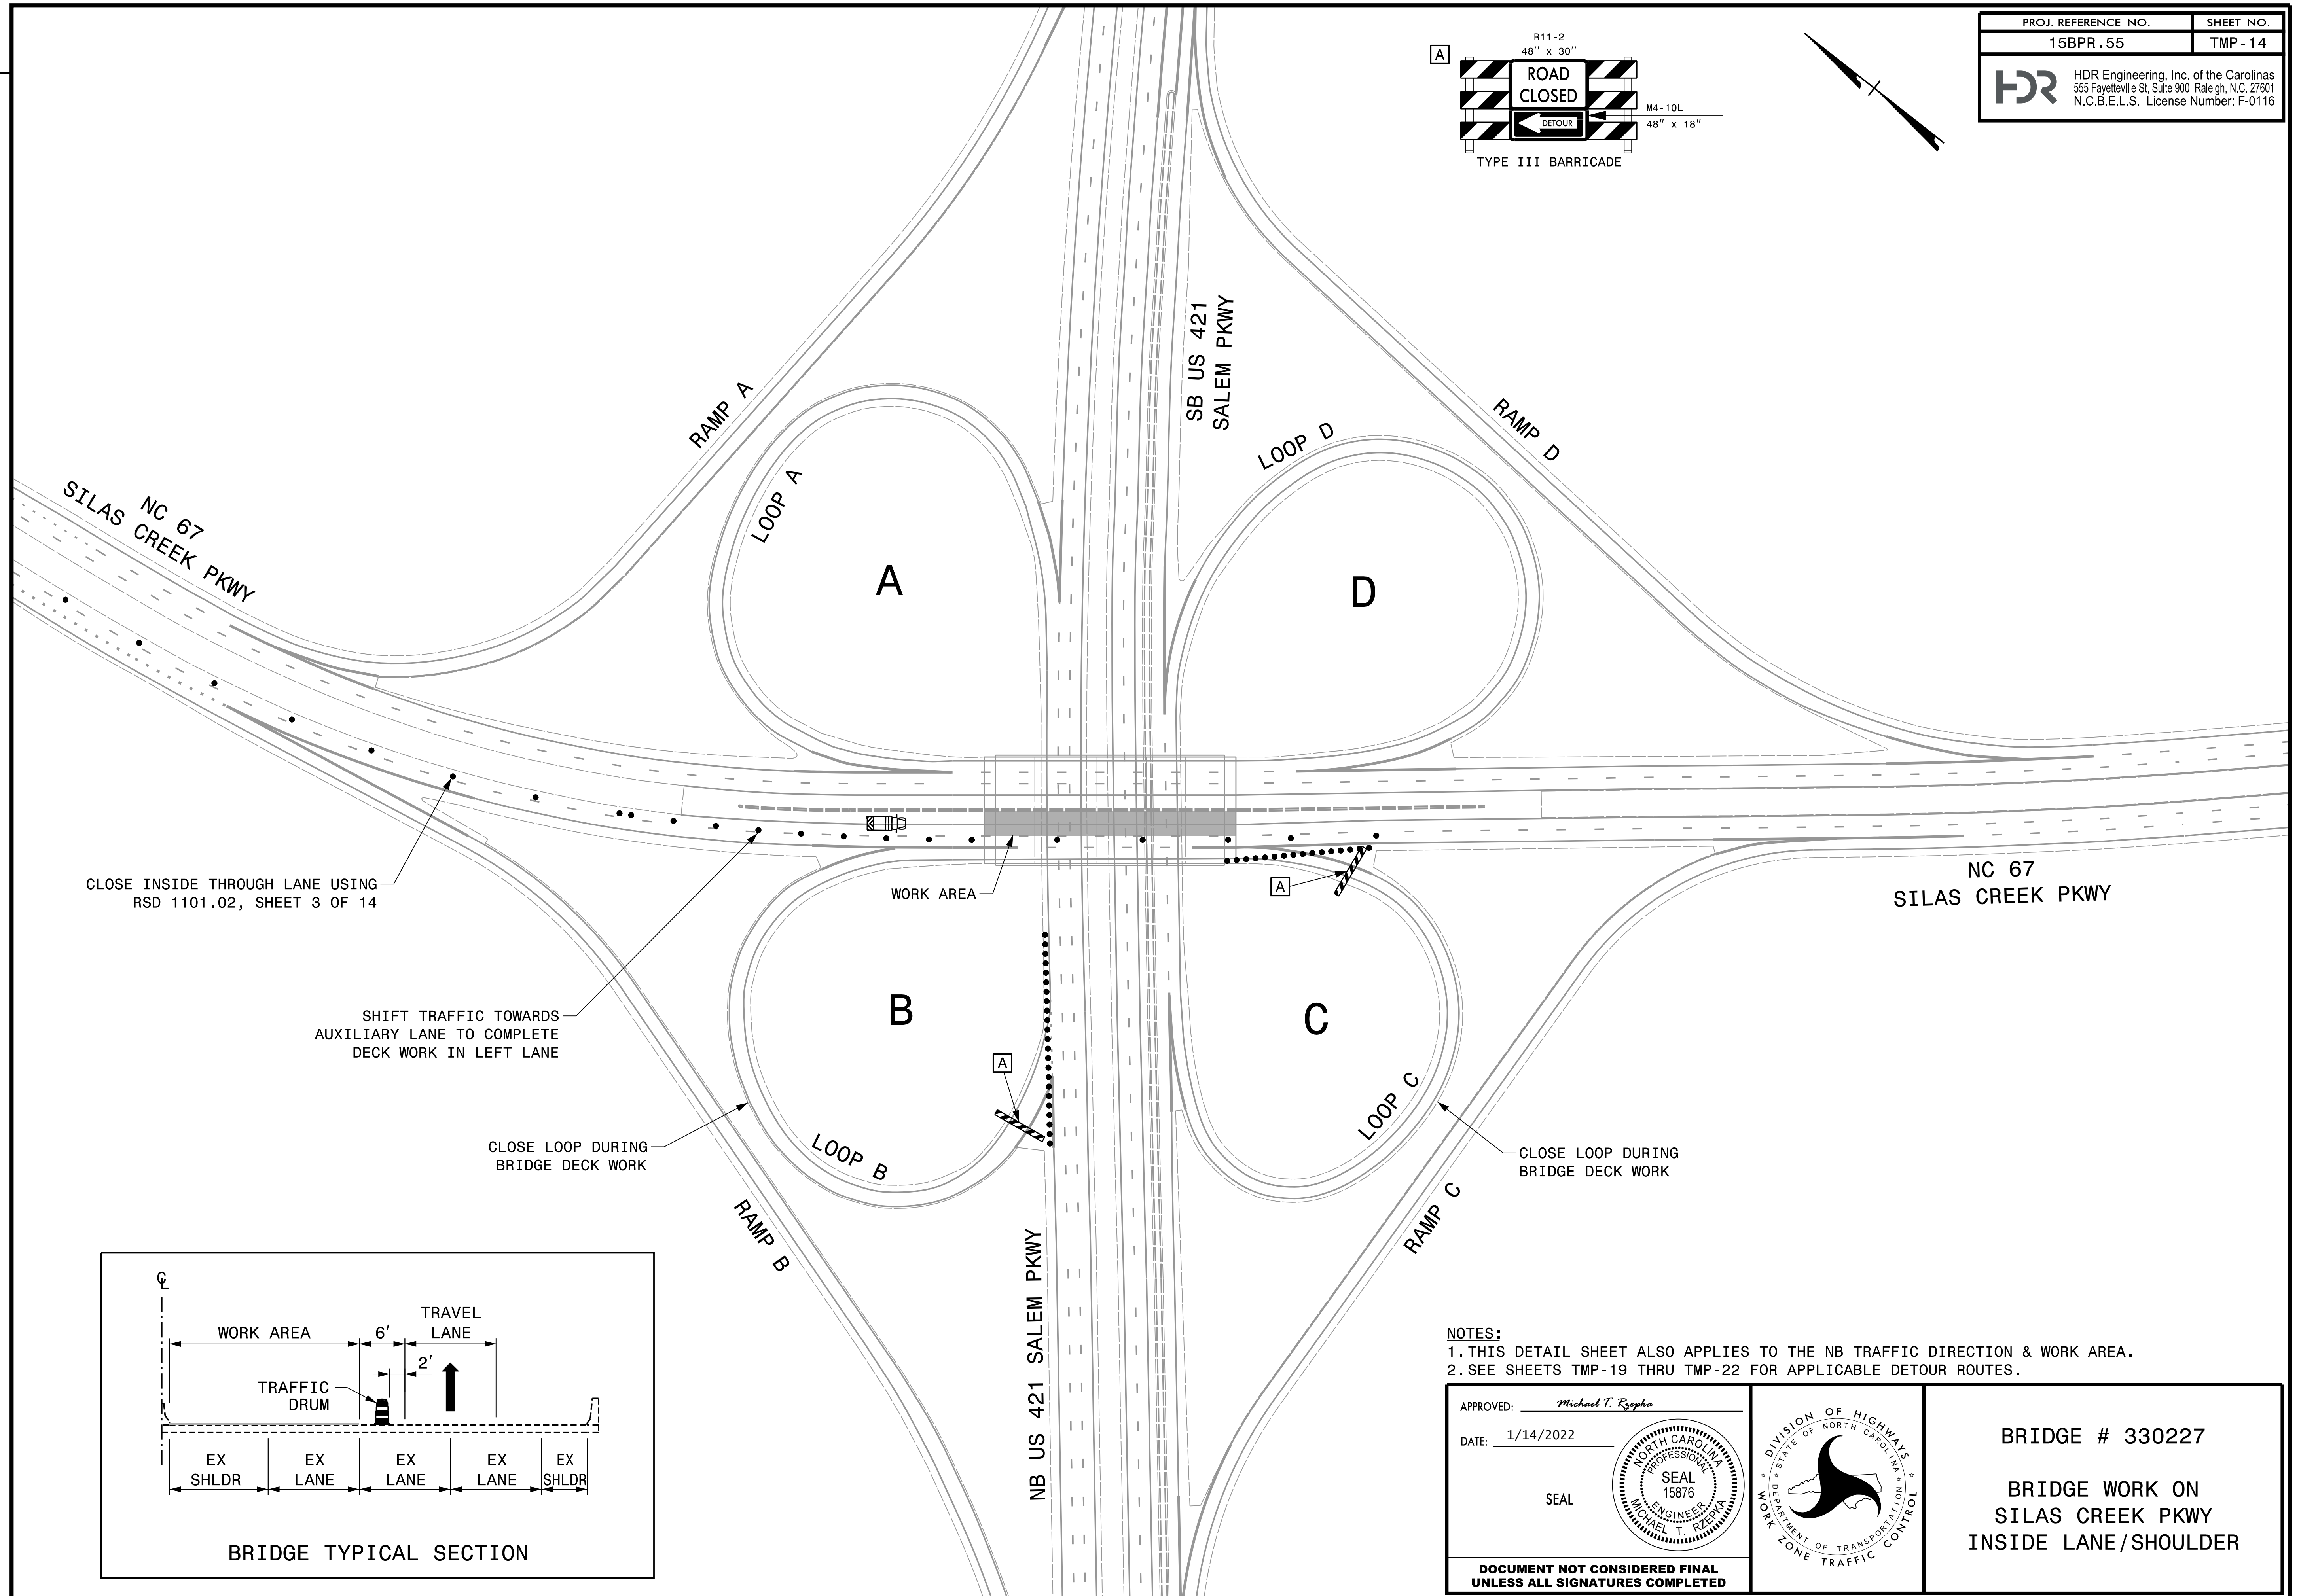 PROJ. REFERENCE NO.
SHEET NO.
15BPR.55
TMP-14
HDR
HDR Engineering, Inc. of the Carolinas
555 Fayetteville St, Suite 900 Raleigh, N.C. 27601
N.C.B.E.L.S. License Number: F-0116
A
R11-2
48" x 30"
ROAD
CLOSED
DETOUR
M4-10L
48" x 18"
TYPE III BARRICADE
SB US 421
SALEM PKWY
RAMP A
LOOP A
A
LOOP D
D
RAMP D
NC 67
SILAS CREEK PKWY
CLOSE INSIDE THROUGH LANE USING
RSD 1101.02, SHEET 3 OF 14
WORK AREA
A
NC 67
SILAS CREEK PKWY
SHIFT TRAFFIC TOWARDS
AUXILIARY LANE TO COMPLETE
DECK WORK IN LEFT LANE
B
A
C
CLOSE LOOP DURING
BRIDGE DECK WORK
LOOP B
LOOP C
CLOSE LOOP DURING
BRIDGE DECK WORK
RAMP B
NB US 421 SALEM PKWY
RAMP C
CL
WORK AREA
6'
TRAVEL
LANE
2'
TRAFFIC
DRUM
EX
SHLDR
EX
LANE
EX
LANE
EX
LANE
EX
SHLDR
BRIDGE TYPICAL SECTION
NOTES:
1. THIS DETAIL SHEET ALSO APPLIES TO THE NB TRAFFIC DIRECTION & WORK AREA.
2. SEE SHEETS TMP-19 THRU TMP-22 FOR APPLICABLE DETOUR ROUTES.
APPROVED: Michael T. Rzepka
DATE: 1/14/2022
SEAL
NORTH CAROLINA
PROFESSIONAL
SEAL
15876
ENGINEER
MICHAEL T. RZEPKA
DOCUMENT NOT CONSIDERED FINAL
UNLESS ALL SIGNATURES COMPLETED
DIVISION OF HIGHWAYS
STATE OF NORTH CAROLINA
DEPARTMENT OF TRANSPORTATION
WORK ZONE TRAFFIC CONTROL
BRIDGE # 330227
BRIDGE WORK ON
SILAS CREEK PKWY
INSIDE LANE/SHOULDER